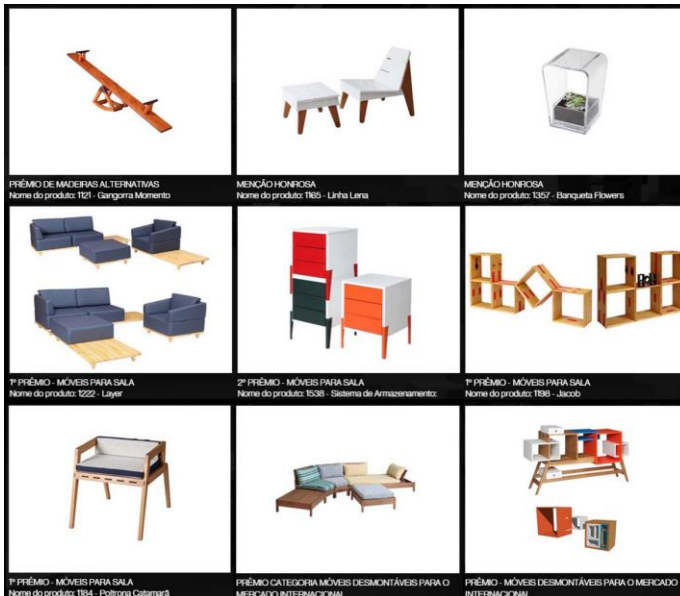 PRÊMIO DE MADEIRAS ALTERNATIVAS
Nome do produto: 1121 - Gangorra Momento
MENÇÃO HONROSA
Nome do produto: 1165 - Linha Lena
MENÇÃO HONROSA
Nome do produto: 1357 - Banqueta Flowers
1º PRÊMIO - MÓVEIS PARA SALA
Nome do produto: 1222 - Layer
2º PRÊMIO - MÓVEIS PARA SALA
Nome do produto: 1538 - Sistema de Armazenamento:
1º PRÊMIO - MÓVEIS PARA SALA
Nome do produto: 1198 - Jacob
1º PRÊMIO - MÓVEIS PARA SALA
Nome do produto: 1184 - Poltrona Catamarã
PRÊMIO CATEGORIA MÓVEIS DESMONTÁVEIS PARA O
MERCADO INTERNACIONAL
PRÊMIO - MÓVEIS DESMONTÁVEIS PARA O MERCADO
INTERNACIONAL